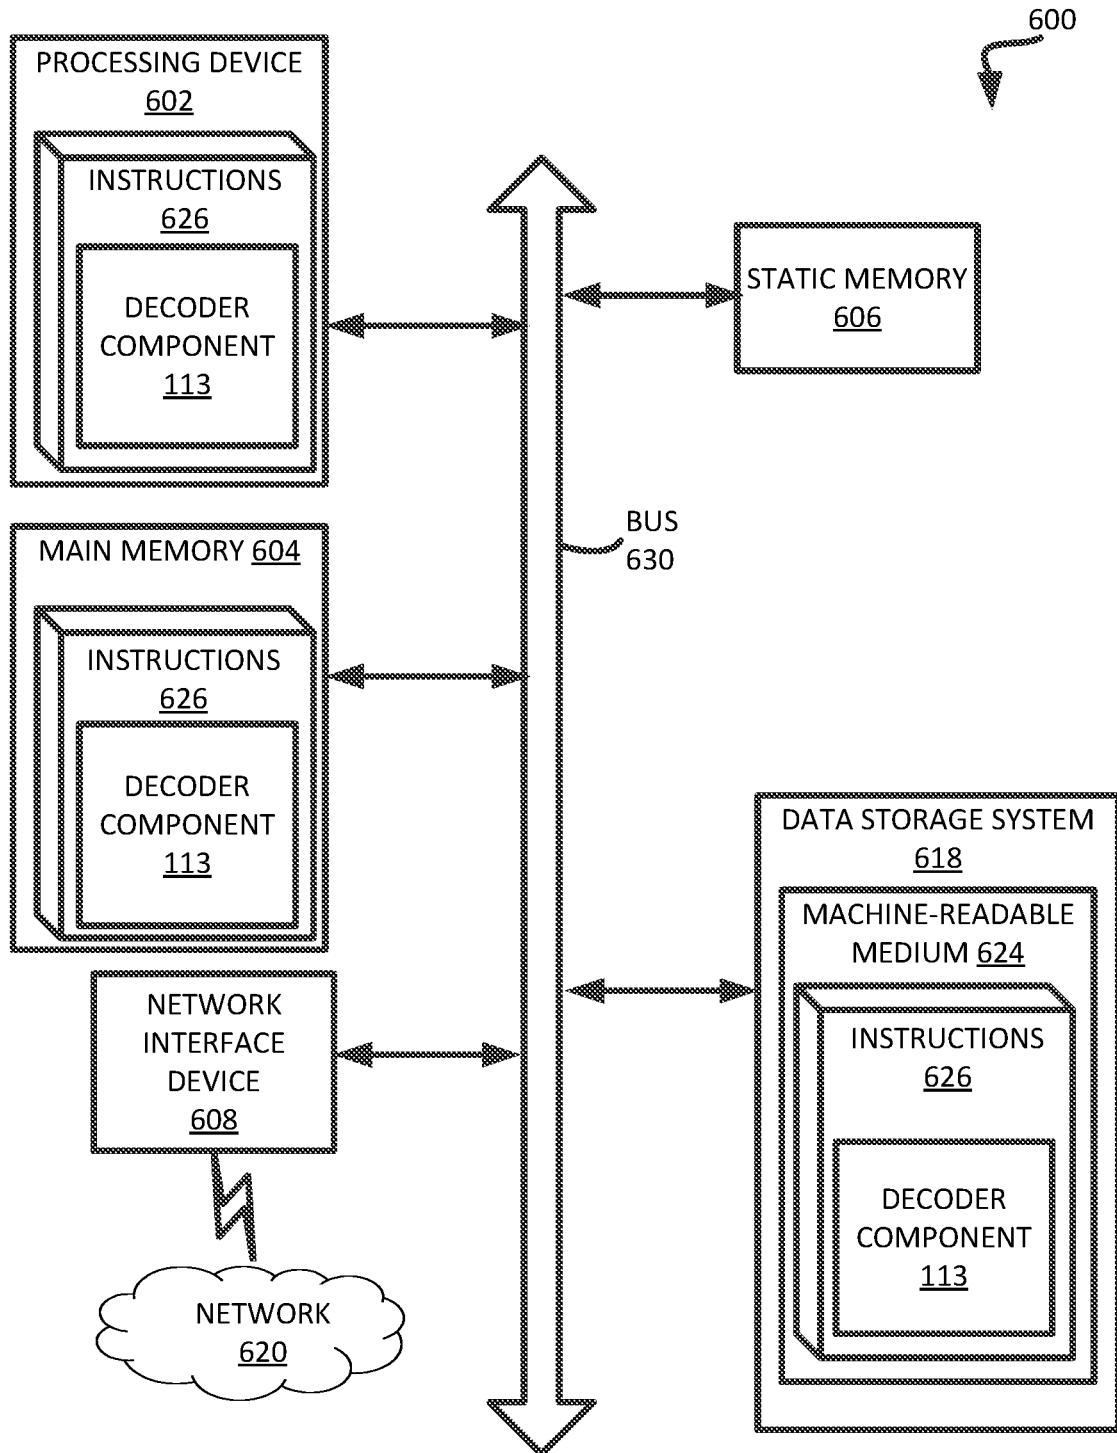 600
PROCESSING DEVICE
602
INSTRUCTIONS
626
DECODER
COMPONENT
113
STATIC MEMORY
606
BUS
630
MAIN MEMORY 604
INSTRUCTIONS
626
DECODER
COMPONENT
113
DATA STORAGE SYSTEM
618
MACHINE-READABLE
MEDIUM 624
INSTRUCTIONS
626
DECODER
COMPONENT
113
NETWORK
INTERFACE
DEVICE
608
NETWORK
620